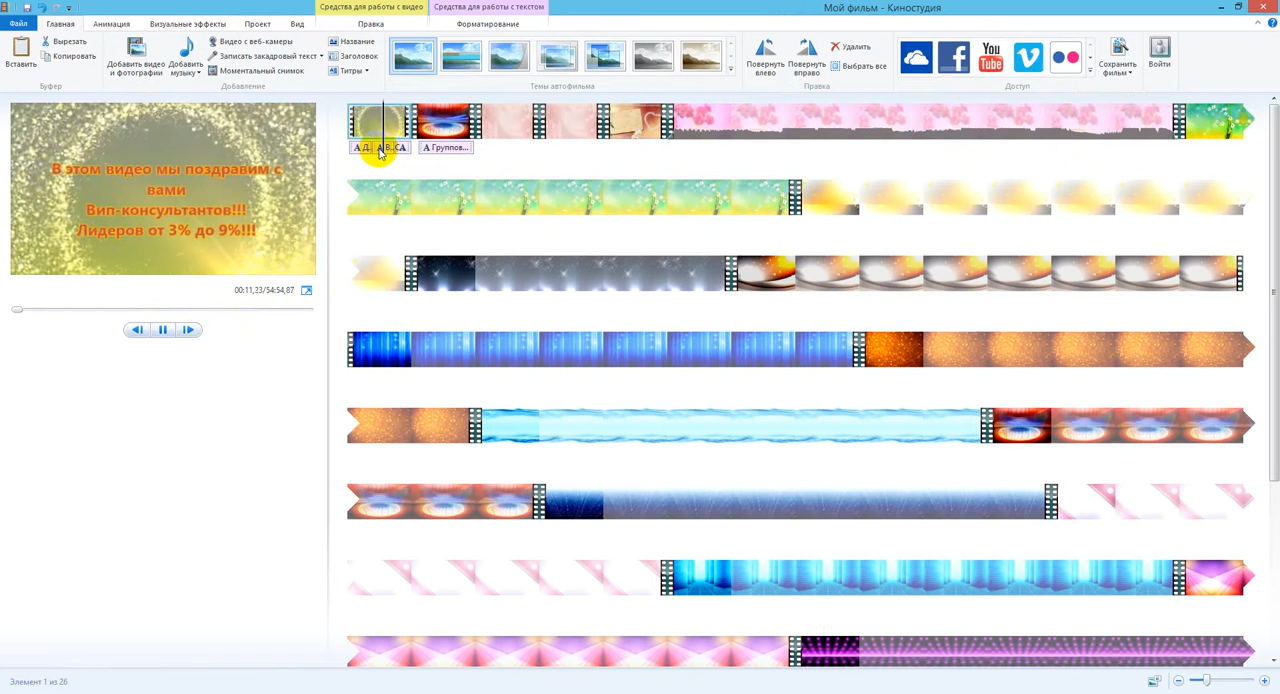 Средства для работы с видео
Средства для работы с текстом
Мой фильм - Киностудия
Файл
Главная
Анимация
Визуальные эффекты
Проект
Вид
Правка
Форматирование
Вставить
Вырезать
Копировать
Буфер
Добавить видео
и фотографии
Добавить
музыку
Видео с веб-камеры
Записать закадровый текст
Моментальный снимок
Название
Заголовок
Титры
Добавление
Темы автофильма
Повернуть
влево
Повернуть
вправо
Удалить
Выбрать все
Правка
You
Tube
Доступ
Сохранить
фильм
Войти
В этом видео мы поздравим с
вами
Вип-консультантов!!!
Лидеров от 3% до 9%!!!
00:11,23/54:54,87
A Д..
A В..
A Группов...
Элемент 1 из 26